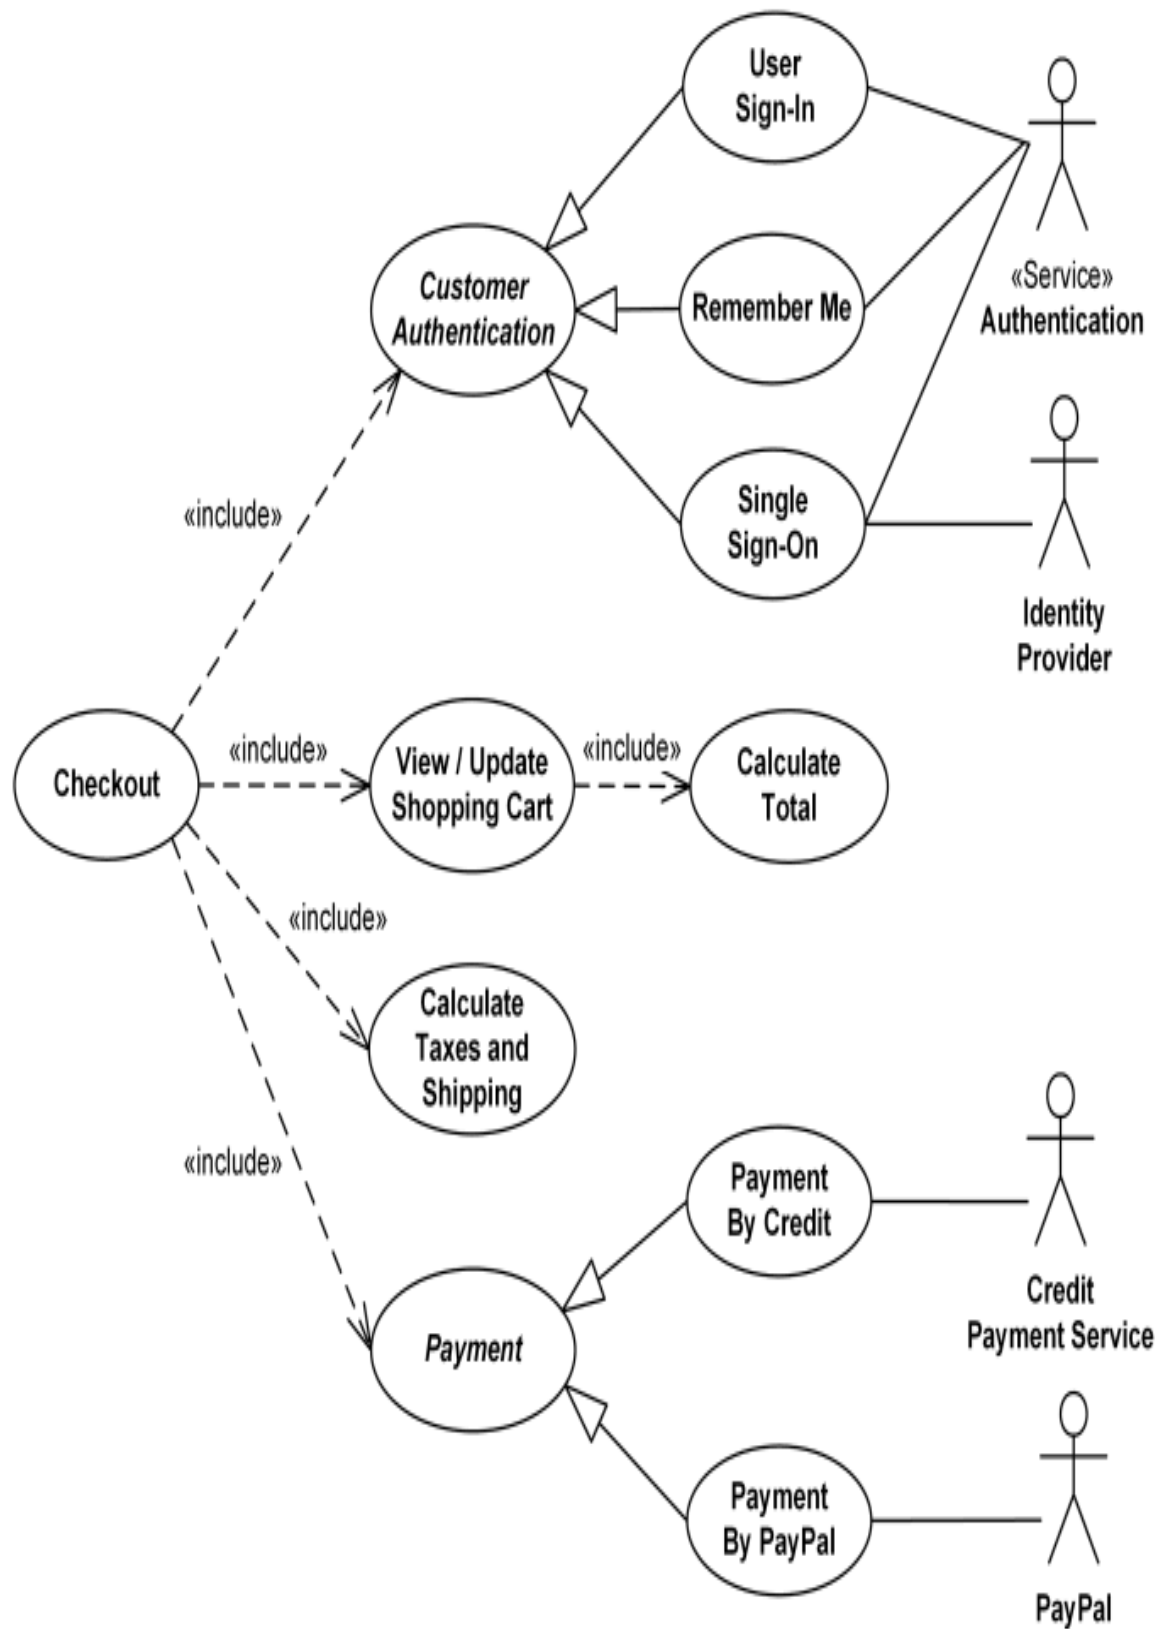 User
Sign-In
«Service»
Authentication
Customer
Authentication
Remember Me
«include»
Single
Sign-On
Identity
Provider
Checkout
«include»
View / Update
Shopping Cart
«include»
Calculate
Total
«include»
Calculate
Taxes and
Shipping
«include»
Payment
By Credit
Credit
Payment Service
Payment
Payment
By PayPal
PayPal